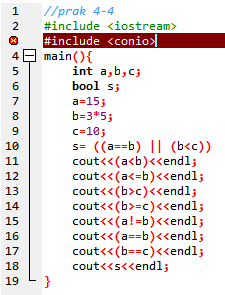 1 //prak 4-4
2 #include <iostream>
#include <conio>
4 main(){
5 int a,b,c;
6 bool s;
7 a=15;
8 b=3*5;
9 c=10;
10 s= ((a==b) || (b<c))
11 cout<<(a<b)<<endl;
12 cout<<(a<=b)<<endl;
13 cout<<(b>c)<<endl;
14 cout<<(b>=c)<<endl;
15 cout<<(a!=b)<<endl;
16 cout<<(a==b)<<endl;
17 cout<<(b==c)<<endl;
18 cout<<s<<endl;
19 }